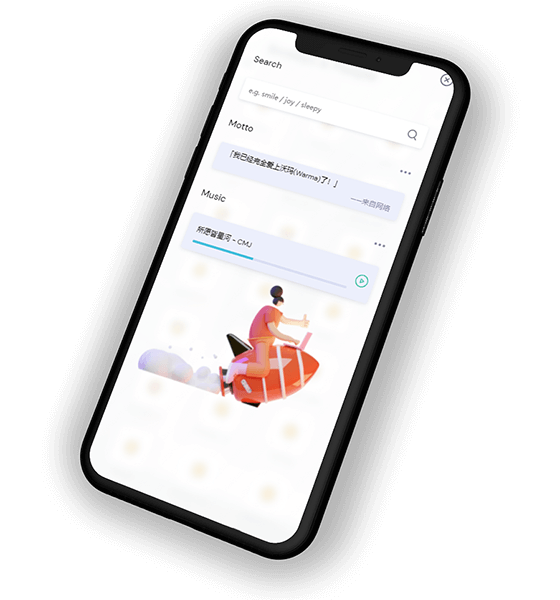 Search
e.g. smile / joy / sleepy
Motto
「我已经完全爱上沃玛(Warma)了！」
——来自网络
Music
所愿皆星河 - CMJ